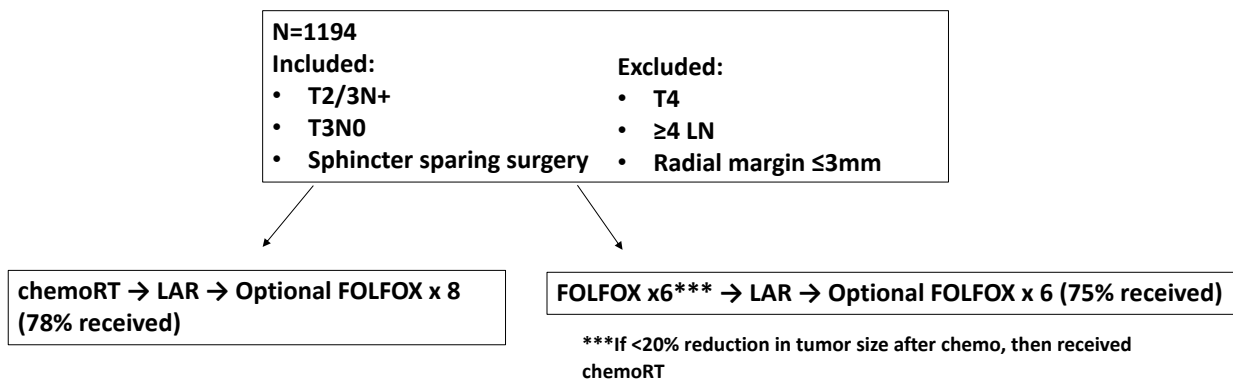 N=1194
Included:
• T2/3N+
• T3N0
• Sphincter sparing surgery
Excluded:
• T4
• ≥4 LN
• Radial margin ≤3mm
chemoRT → LAR → Optional FOLFOX x 8
(78% received)
FOLFOX x6*** → LAR → Optional FOLFOX x 6 (75% received)
***If <20% reduction in tumor size after chemo, then received
chemoRT